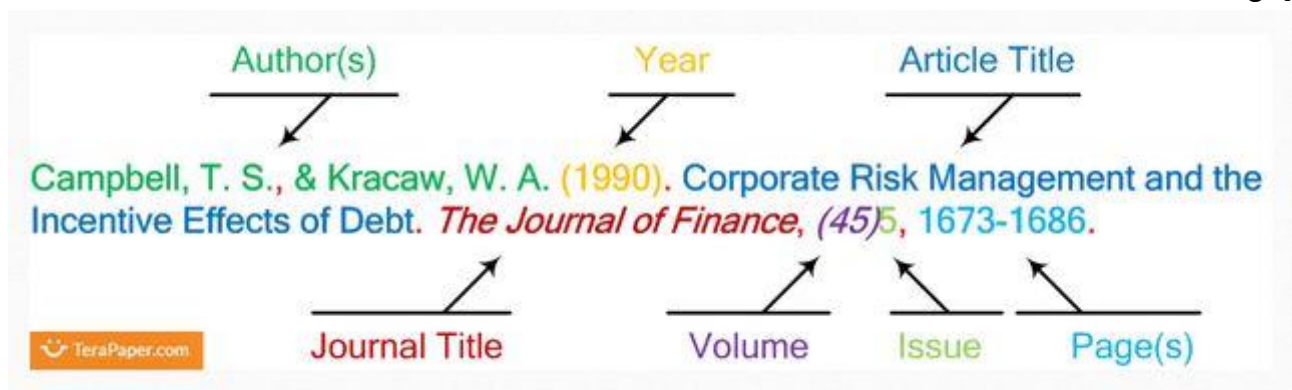 Author(s) Year Article Title
Campbell, T. S., & Kracaw, W. A. (1990). Corporate Risk Management and the
Incentive Effects of Debt. The Journal of Finance, (45)5, 1673-1686.
TeraPaper.com Journal Title Volume Issue Page(s)